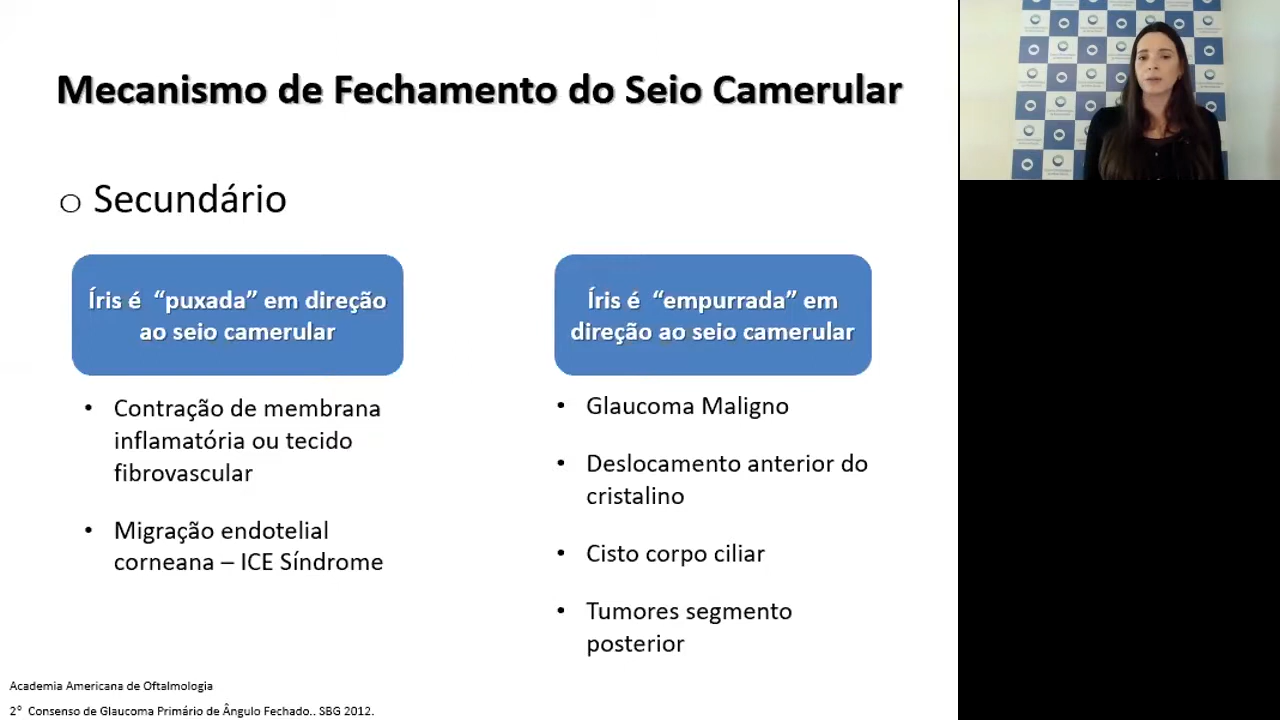 Mecanismo de Fechamento do Seio Camerular
o Secundário
Íris é “puxada” em direção
ao seio camerular
• Contração de membrana
inflamatória ou tecido
fibrovascular
• Migração endotelial
corneana – ICE Síndrome
Íris é “empurrada” em
direção ao seio camerular
• Glaucoma Maligno
• Deslocamento anterior do
cristalino
• Cisto corpo ciliar
• Tumores segmento
posterior
Academia Americana de Oftalmologia
2° Consenso de Glaucoma Primário de Ângulo Fechado.. SBG 2012.